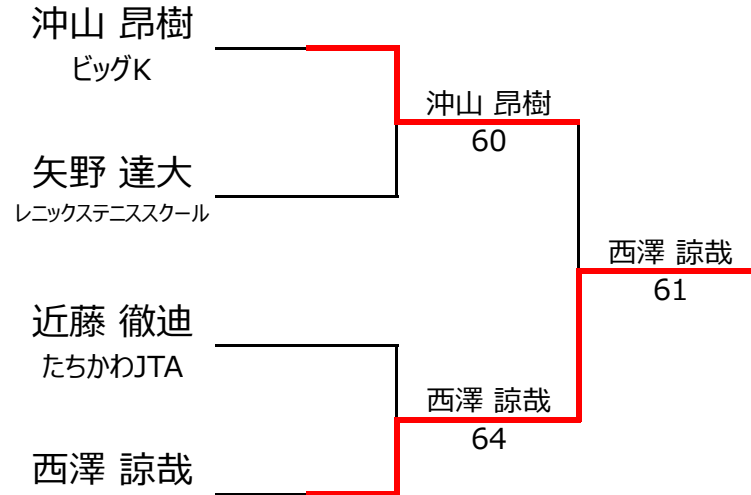 沖山 昂樹
ビッグK
沖山 昂樹
60
矢野 達大
レニックステニススクール
西澤 諒哉
61
近藤 徹迪
たちかわJTA
西澤 諒哉
64
西澤 諒哉